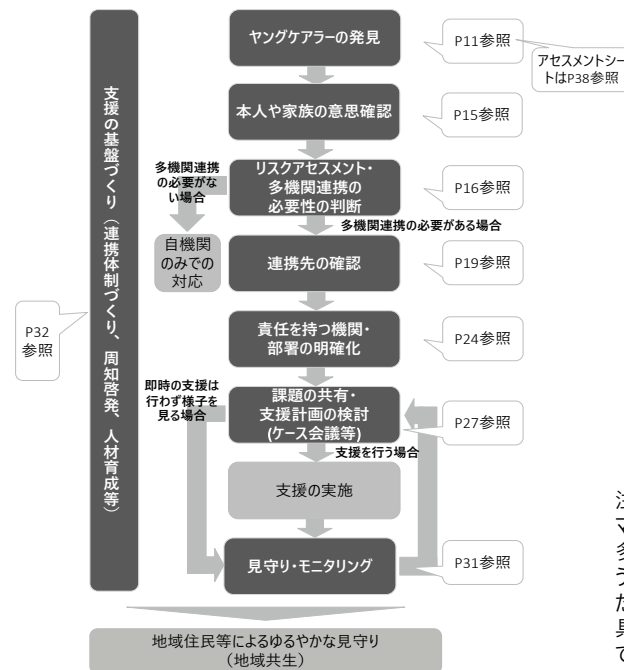 ヤングケアラーの発見
P11参照
アセスメントシー
トはP38参照
本人や家族の意思確認
P15参照
多機関連携
の必要がな
い場合
リスクアセスメント・
多機関連携の
必要性の判断
P16参照
多機関連携の必要がある場合
自機関
のみでの
対応
連携先の確認
P19参照
支援の基盤づくり（連携体制づくり、周知啓発、人材育成等）
P32
参照
責任を持つ機関・
部署の明確化
P24参照
即時の支援は
行わず様子を
見る場合
課題の共有・
支援計画の検討
(ケース会議等)
P27参照
支援を行う場合
支援の実施
見守り・モニタリング
P31参照
地域住民等によるゆるやかな見守り
（地域共生）
注
マ
多
う
た
具
て